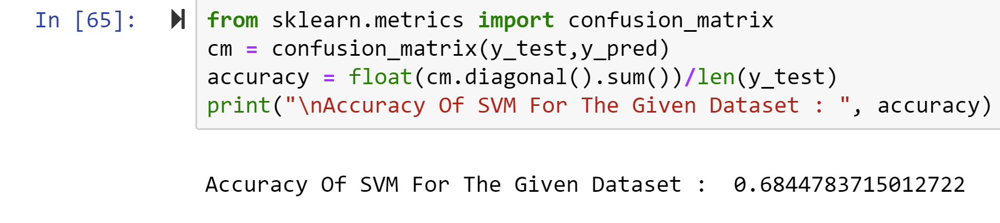 In [65]:
from sklearn.metrics import confusion_matrix
cm = confusion_matrix(y_test,y_pred)
accuracy = float(cm.diagonal().sum())/len(y_test)
print("\nAccuracy Of SVM For The Given Dataset : ", accuracy)
Accuracy Of SVM For The Given Dataset :  0.6844783715012722